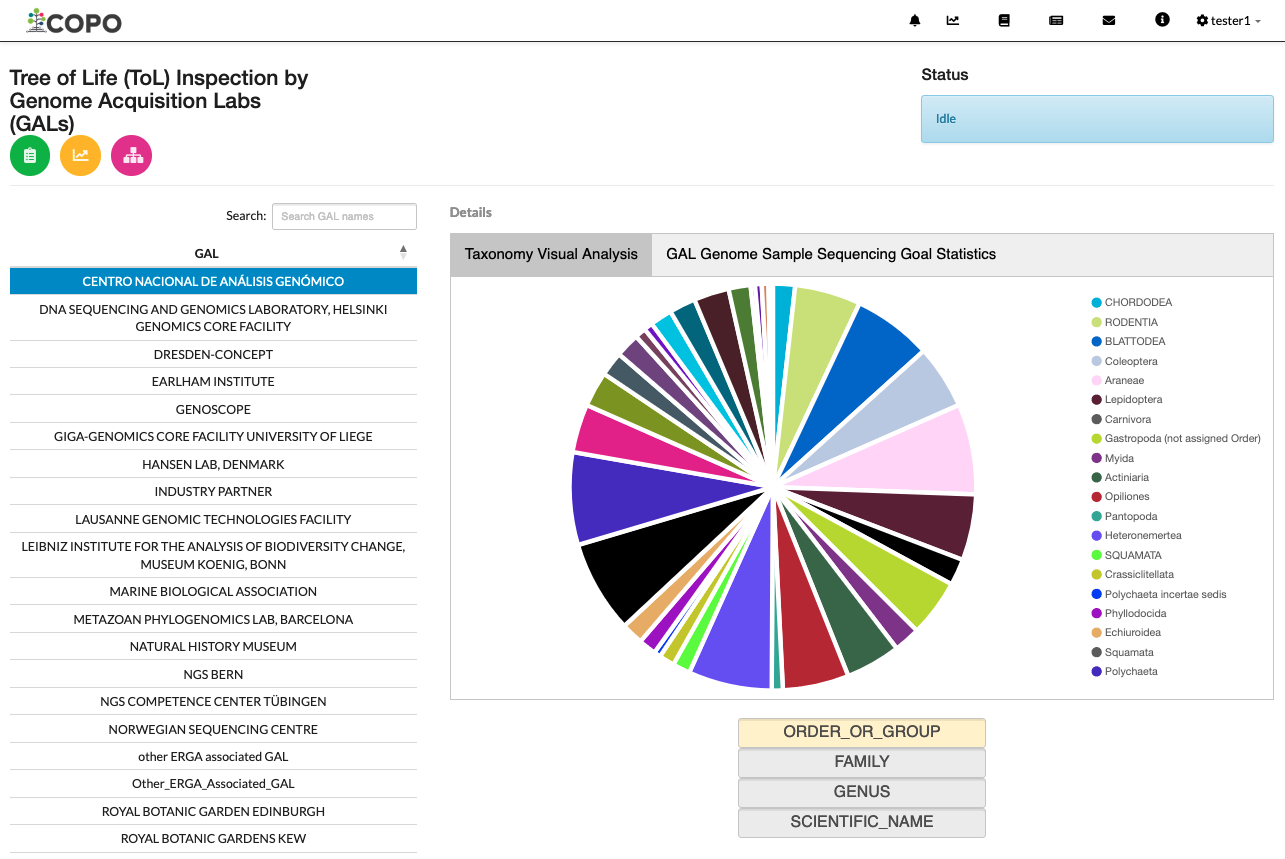 COPO
tester1
Tree of Life (ToL) Inspection by
Genome Acquisition Labs
(GALs)
Status
Idle
Search:
Search GAL names
GAL
CENTRO NACIONAL DE ANÁLISIS GENÓMICO
DNA SEQUENCING AND GENOMICS LABORATORY, HELSINKI
GENOMICS CORE FACILITY
DRESDEN-CONCEPT
EARLHAM INSTITUTE
GENOSCOPE
GIGA-GENOMICS CORE FACILITY UNIVERSITY OF LIEGE
HANSEN LAB, DENMARK
INDUSTRY PARTNER
LAUSANNE GENOMIC TECHNOLOGIES FACILITY
LEIBNIZ INSTITUTE FOR THE ANALYSIS OF BIODIVERSITY CHANGE,
MUSEUM KOENIG, BONN
MARINE BIOLOGICAL ASSOCIATION
METAZOAN PHYLOGENOMICS LAB, BARCELONA
NATURAL HISTORY MUSEUM
NGS BERN
NGS COMPETENCE CENTER TÜBINGEN
NORWEGIAN SEQUENCING CENTRE
other ERGA associated GAL
Other_ERGA_Associated_GAL
ROYAL BOTANIC GARDEN EDINBURGH
ROYAL BOTANIC GARDENS KEW
Details
Taxonomy Visual Analysis
GAL Genome Sample Sequencing Goal Statistics
CHORDODEA
RODENTIA
BLATTODEA
Coleoptera
Araneae
Lepidoptera
Carnivora
Gastropoda (not assigned Order)
Myida
Actiniaria
Opiliones
Pantopoda
Heteronemertea
SQUAMATA
Crassiclitellata
Polychaeta incertae sedis
Phyllodocida
Echiuroidea
Squamata
Polychaeta
ORDER_OR_GROUP
FAMILY
GENUS
SCIENTIFIC_NAME